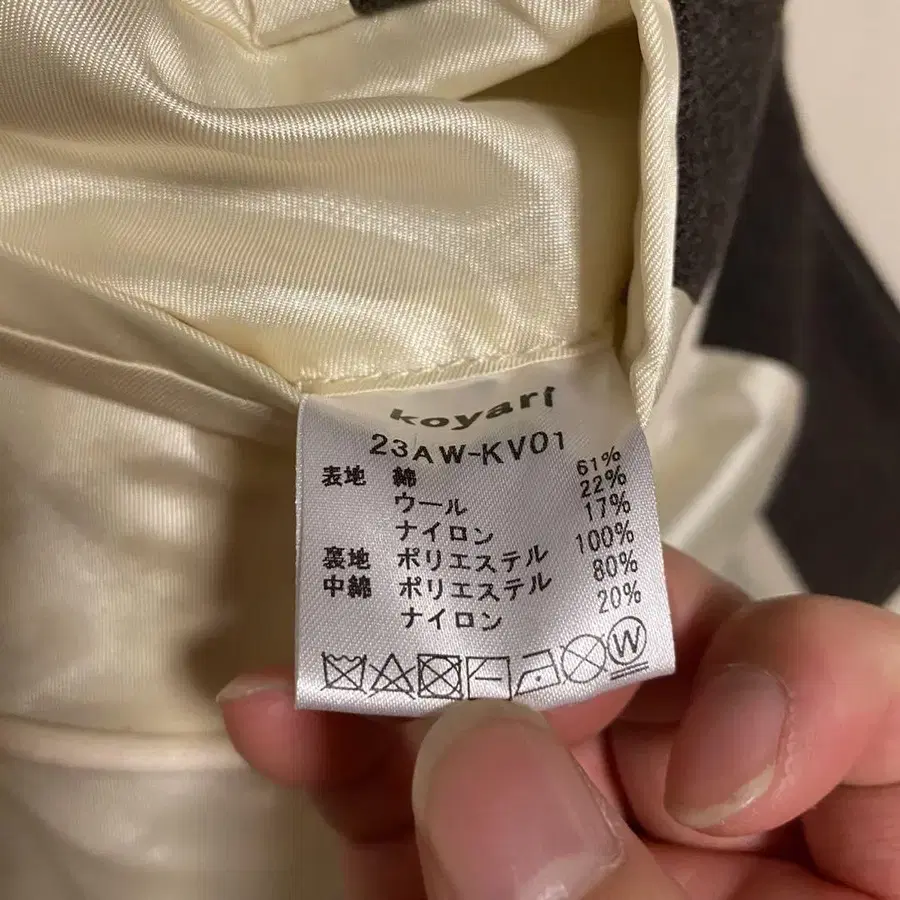 koyari
23AW-KV01
表地 綿 61%
ウール 22%
ナイロン 17%
裏地 ポリエステル 100%
中綿 ポリエステル 80%
ナイロン 20%
W